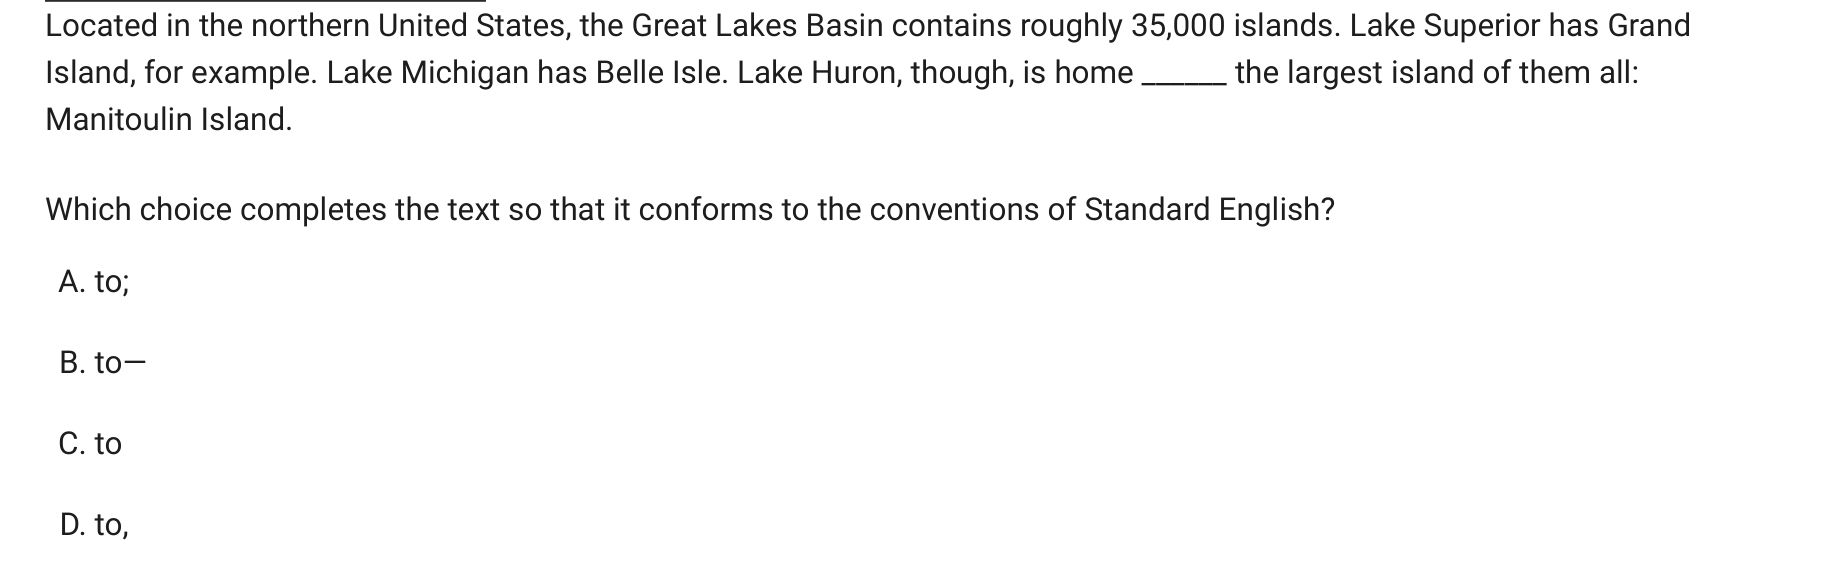 Located in the northern United States, the Great Lakes Basin contains roughly 35,000 islands. Lake Superior has Grand
Island, for example. Lake Michigan has Belle Isle. Lake Huron, though, is home ______ the largest island of them all:
Manitoulin Island.
Which choice completes the text so that it conforms to the conventions of Standard English?
A. to;
B. to—
C. to
D. to,